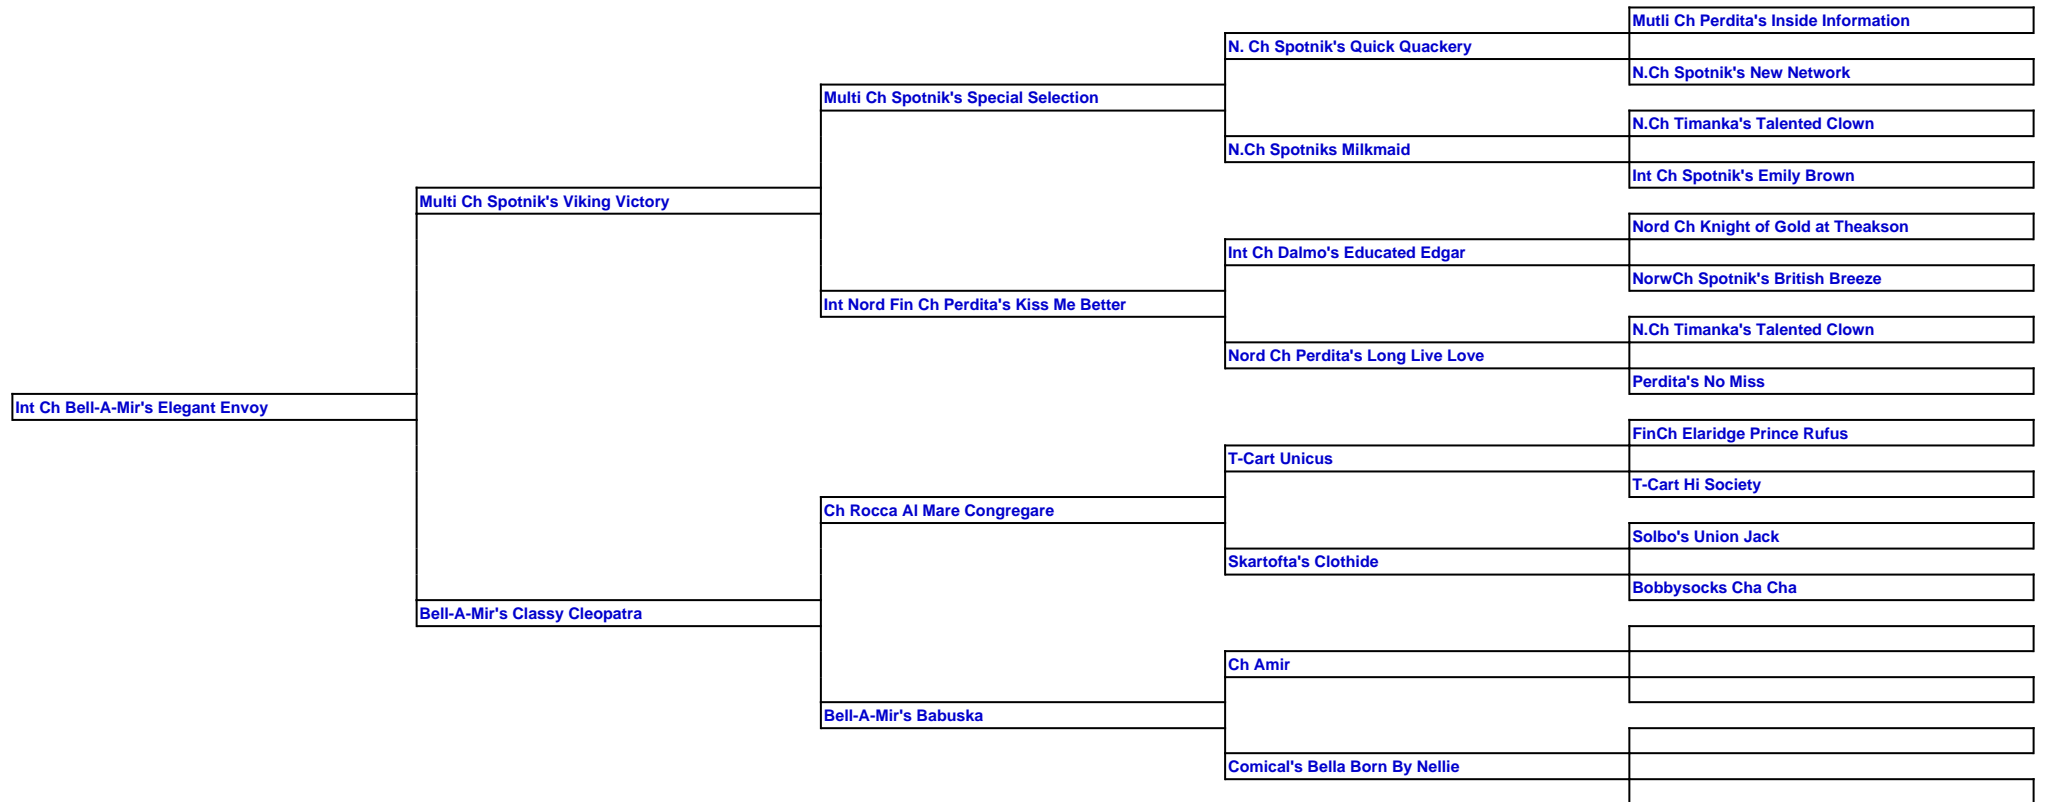 Mutli Ch Perdita's Inside Information
N. Ch Spotnik's Quick Quackery
N.Ch Spotnik's New Network
Multi Ch Spotnik's Special Selection
N.Ch Timanka's Talented Clown
N.Ch Spotniks Milkmaid
Int Ch Spotnik's Emily Brown
Multi Ch Spotnik's Viking Victory
Nord Ch Knight of Gold at Theakson
Int Ch Dalmo's Educated Edgar
NorwCh Spotnik's British Breeze
Int Nord Fin Ch Perdita's Kiss Me Better
N.Ch Timanka's Talented Clown
Nord Ch Perdita's Long Live Love
Perdita's No Miss
Int Ch Bell-A-Mir's Elegant Envoy
FinCh Elaridge Prince Rufus
T-Cart Unicus
T-Cart Hi Society
Ch Rocca Al Mare Congregare
Solbo's Union Jack
Skartofta's Clothide
Bobbysocks Cha Cha
Bell-A-Mir's Classy Cleopatra
Ch Amir
Bell-A-Mir's Babuska
Comical's Bella Born By Nellie